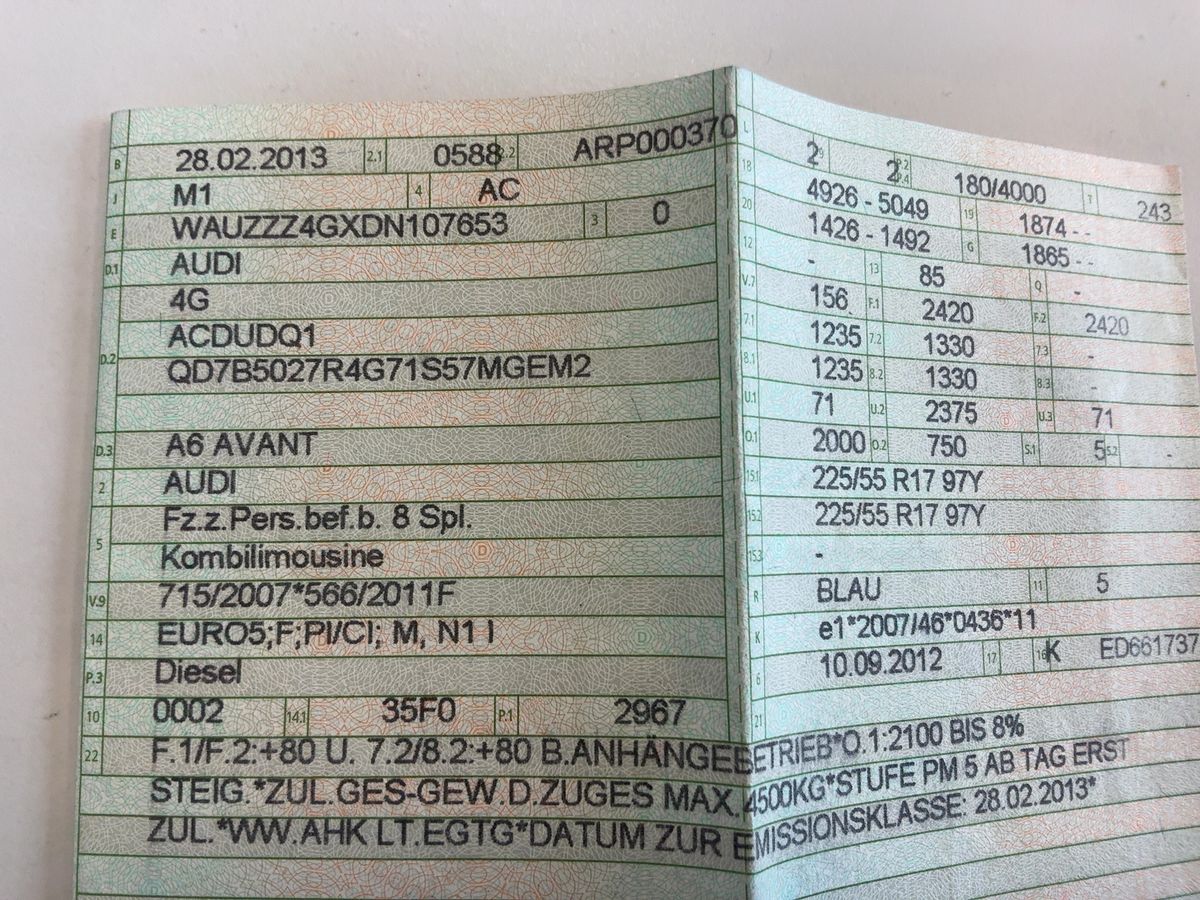 B 28.02.2013 2.1 0588 2.2 ARP000370
J M1 4 AC
E WAUZZZ4GXDN107653 3 0
D.1 AUDI
4G
ACDUDQ1
D.2 QD7B5027R4G71S57MGEM2
D.3 A6 AVANT
2 AUDI
Fz.z.Pers.bef.b. 8 Spl.
5 Kombilimousine
V.9 715/2007*566/2011F
14 EURO5;F;PI/CI; M, N1 I
P.3 Diesel
10 0002 14.1 35F0 P.1 2967
L 2 9 2 P.2 P.4 180/4000 T 243
18 4926 - 5049 19 1874 - -
20 1426 - 1492 G 1865 - -
12 - 13 85 Q -
V.7 156 F.1 2420 F.2 2420
7.1 1235 7.2 1330 7.3 -
8.1 1235 8.2 1330 8.3 -
U.1 71 U.2 2375 U.3 71
O.1 2000 O.2 750 S.1 5 S.2 -
15.1 225/55 R17 97Y
15.2 225/55 R17 97Y
15.3 -
R BLAU 11 5
K e1*2007/46*0436*11
6 10.09.2012 17 16 K ED661737
21
22 F.1/F.2:+80 U. 7.2/8.2:+80 B.ANHÄNGEBETRIEB*O.1:2100 BIS 8%
STEIG.*ZUL.GES-GEW.D.ZUGES MAX.4500KG*STUFE PM 5 AB TAG ERST
ZUL.*WW.AHK LT.EGTG*DATUM ZUR EMISSIONSKLASSE: 28.02.2013*